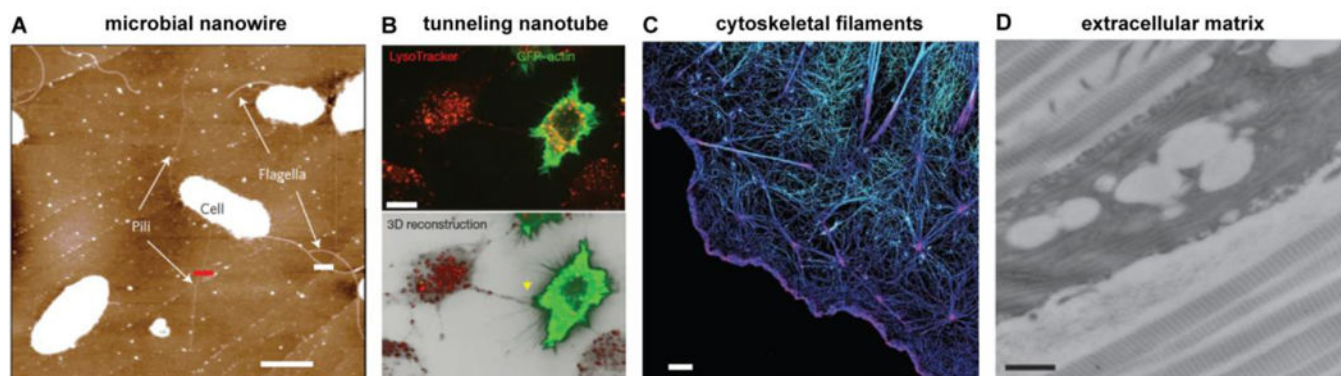 A microbial nanowire
B tunneling nanotube
C cytoskeletal filaments
D extracellular matrix
LysoTracker GFP-actin
Flagella
Cell
Pili
3D reconstruction